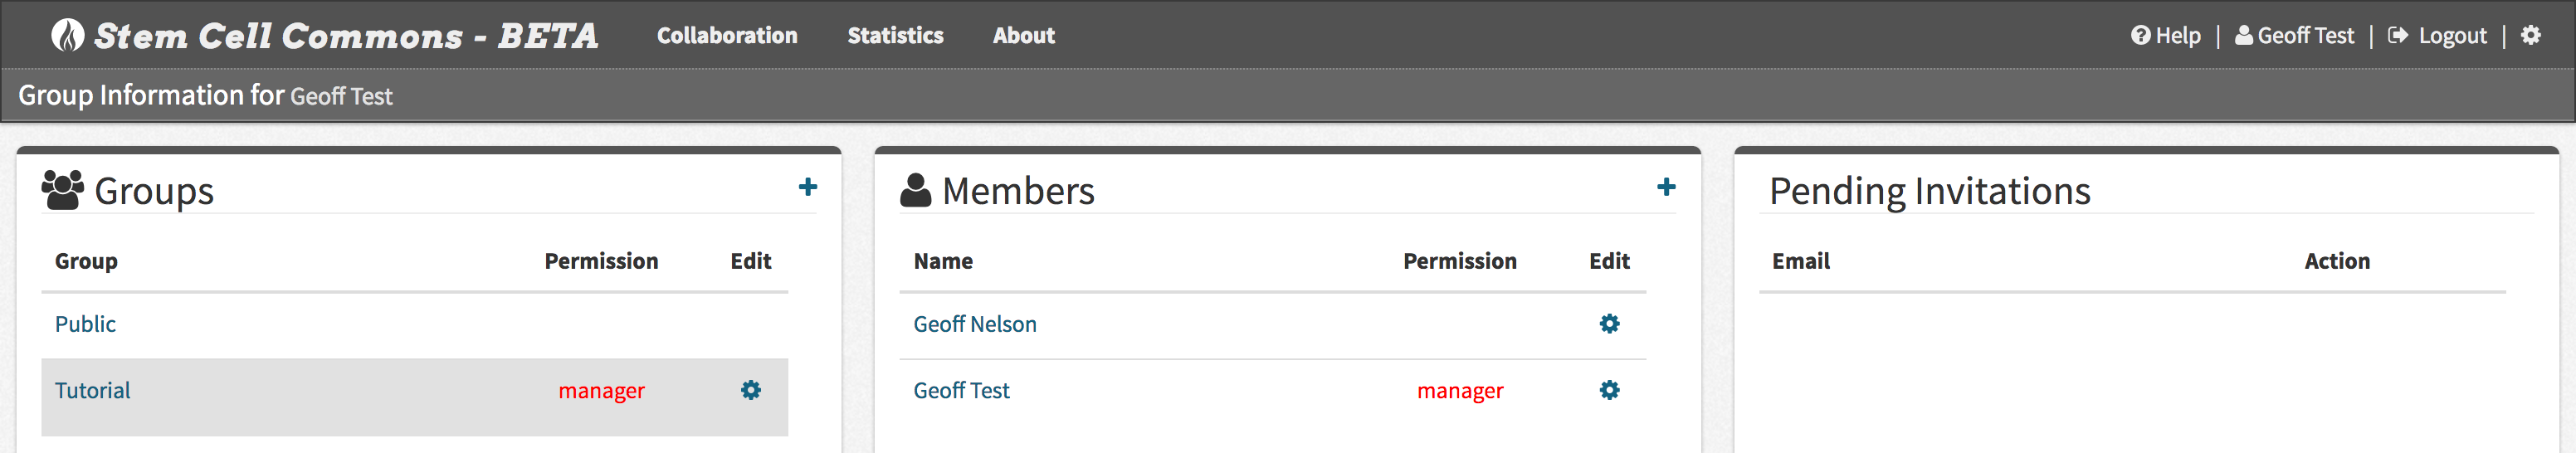 Stem Cell Commons - BETA Collaboration Statistics About Help | Geoff Test | Logout |
Group Information for Geoff Test
Groups
Group Permission Edit
Public
Tutorial manager
Members
Name Permission Edit
Geoff Nelson
Geoff Test manager
Pending Invitations
Email Action